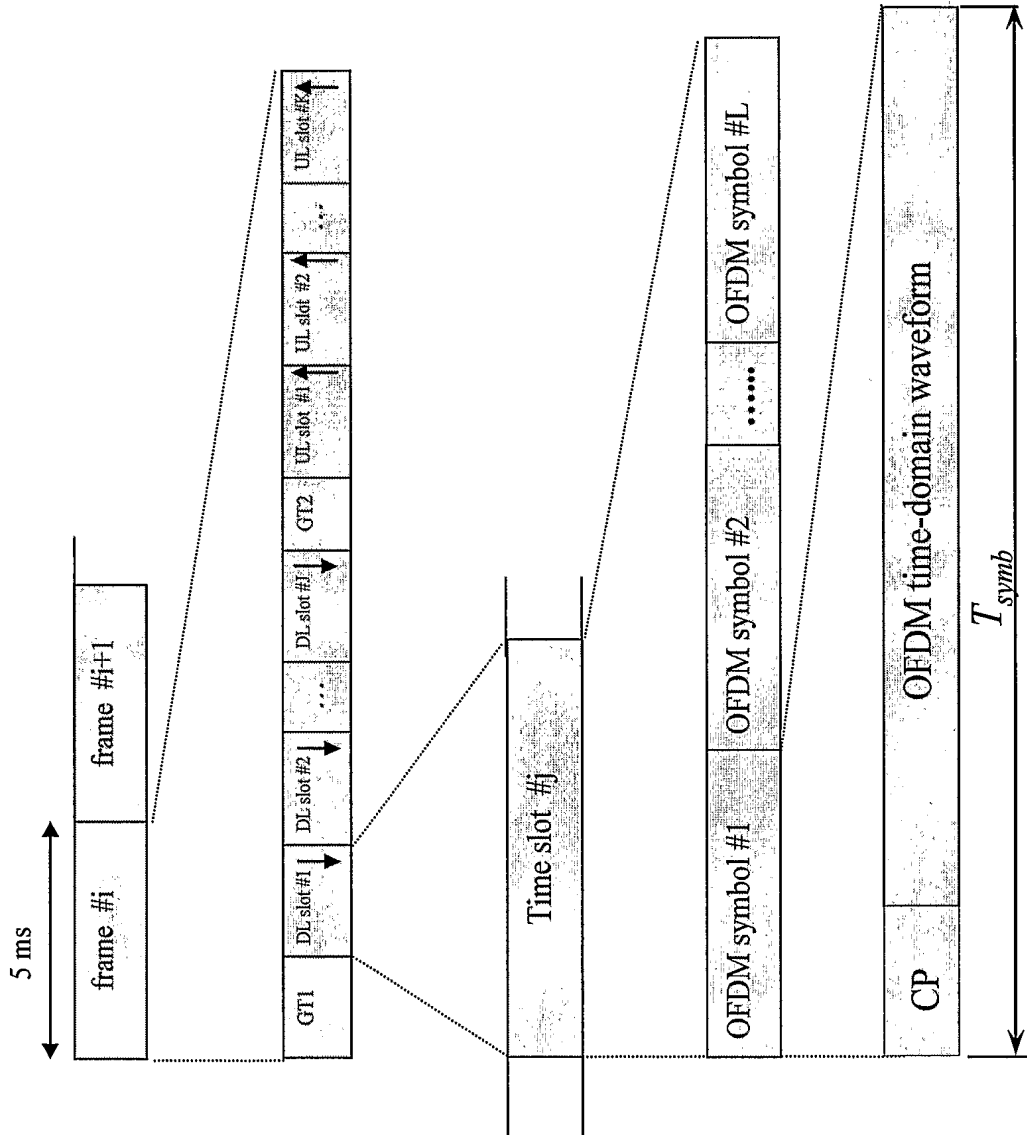 5 ms
frame #i
frame #i+1
GT1
DL slot #1
DL slot #2
...
DL slot #J
GT2
UL slot #1
UL slot #2
...
UL slot #K
Time slot #j
OFDM symbol #1
OFDM symbol #2
......
OFDM symbol #L
CP
OFDM time-domain waveform
T symb